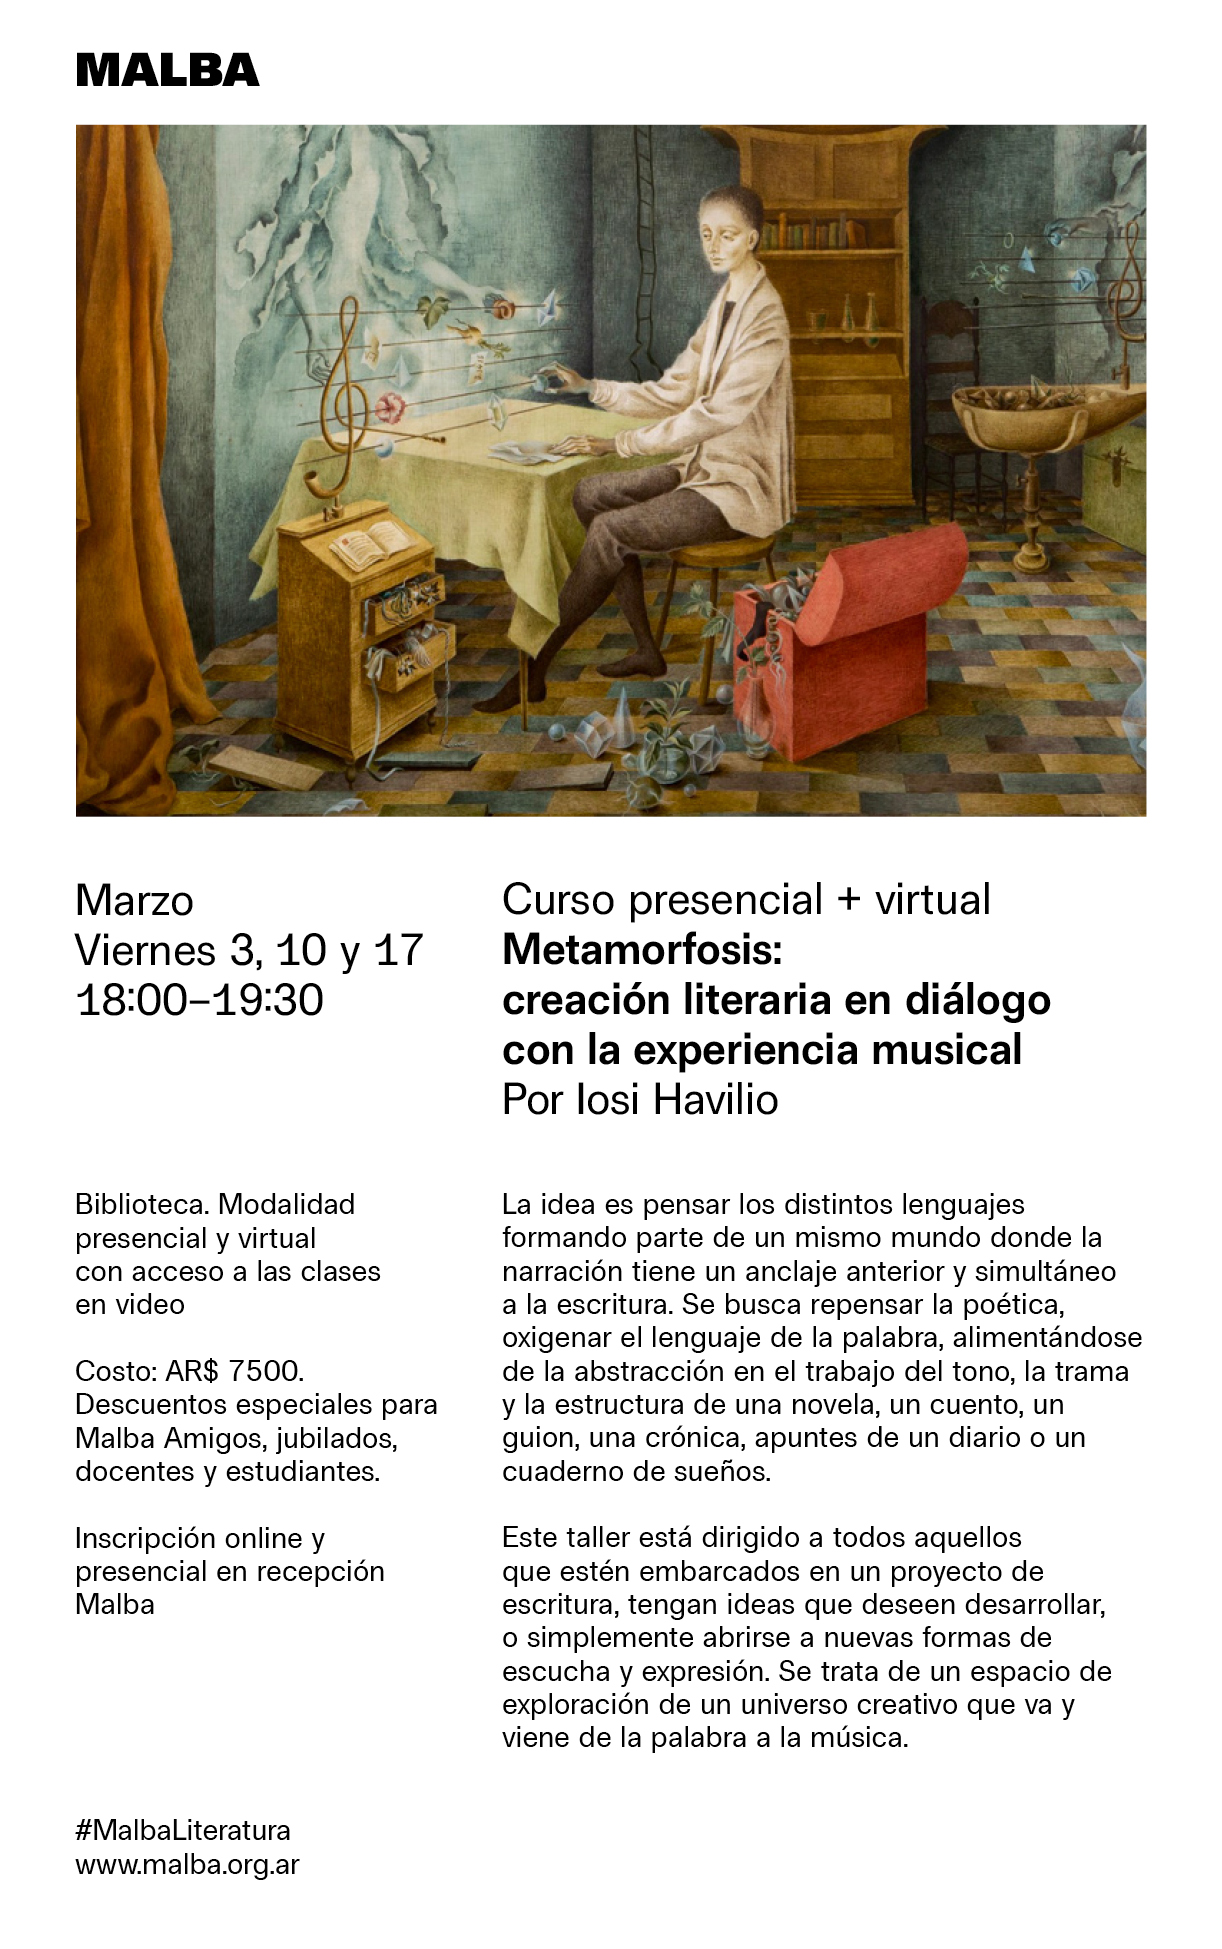 MALBA
Marzo
Viernes 3, 10 y 17
18:00–19:30
Curso presencial + virtual
Metamorfosis:
creación literaria en diálogo
con la experiencia musical
Por Iosi Havilio
Biblioteca. Modalidad
presencial y virtual
con acceso a las clases
en video
Costo: AR$ 7500.
Descuentos especiales para
Malba Amigos, jubilados,
docentes y estudiantes.
Inscripción online y
presencial en recepción
Malba
La idea es pensar los distintos lenguajes
formando parte de un mismo mundo donde la
narración tiene un anclaje anterior y simultáneo
a la escritura. Se busca repensar la poética,
oxigenar el lenguaje de la palabra, alimentándose
de la abstracción en el trabajo del tono, la trama
y la estructura de una novela, un cuento, un
guion, una crónica, apuntes de un diario o un
cuaderno de sueños.
Este taller está dirigido a todos aquellos
que estén embarcados en un proyecto de
escritura, tengan ideas que deseen desarrollar,
o simplemente abrirse a nuevas formas de
escucha y expresión. Se trata de un espacio de
exploración de un universo creativo que va y
viene de la palabra a la música.
#MalbaLiteratura
www.malba.org.ar